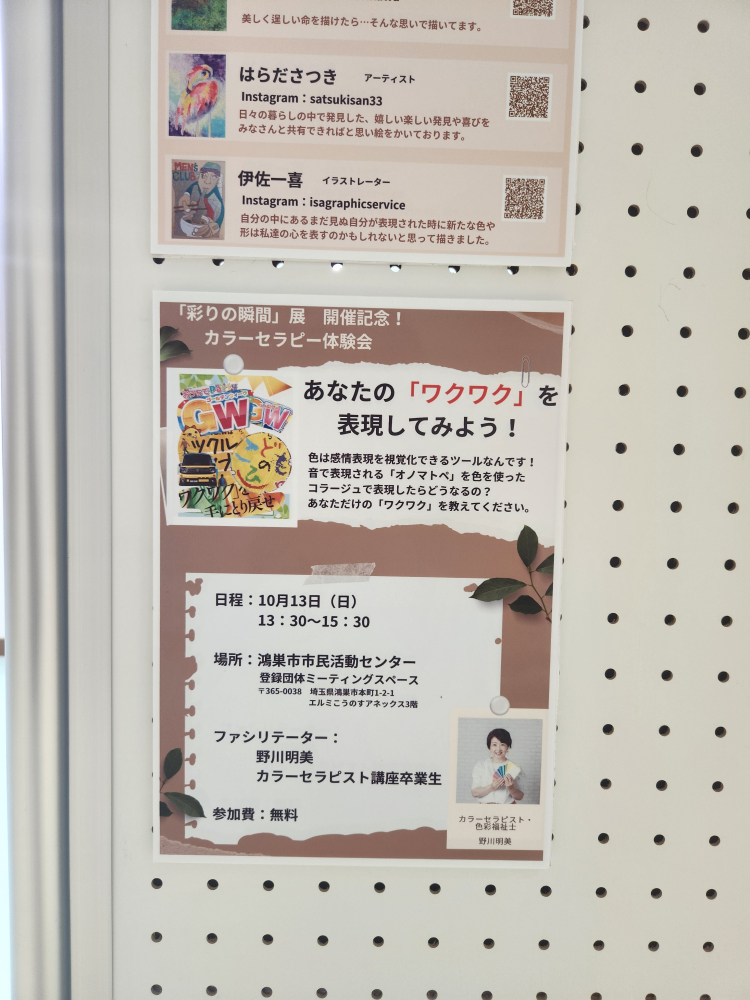 美しく逞しい命を描けたら…そんな思いで描いてます。
はらださつき アーティスト
Instagram：satsukisan33
日々の暮らしの中で発見した、嬉しい楽しい発見や喜びを
みなさんと共有できればと思い絵をかいております。
MEN'S
CLUB
伊佐一喜 イラストレーター
Instagram：isagraphicservice
自分の中にあるまだ見ぬ自分が表現された時に新たな色や
形は私達の心を表すのかもしれないと思って描きました。
「彩りの瞬間」展　開催記念！
カラーセラピー体験会
GW
GW
ツクル
ワクワクを
手にとり戻せ
あなたの「ワクワク」を
表現してみよう！
色は感情表現を視覚化できるツールなんです！
音で表現される「オノマトペ」を色を使った
コラージュで表現したらどうなるの？
あなただけの「ワクワク」を教えてください。
日程：10月13日（日）
13：30〜15：30
場所：鴻巣市市民活動センター
登録団体ミーティングスペース
〒365-0038　埼玉県鴻巣市本町1-2-1
エルミこうのすアネックス3階
ファシリテーター：
野川明美
カラーセラピスト講座卒業生
参加費：無料
カラーセラピスト・
色彩福祉士
野川明美